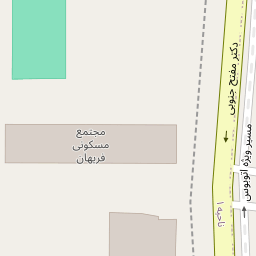 دکتر مفتح جنوبی
مجتمع
مسکونی
فربهان
مسیر ویژه اتوبوس
ناحیه ۱